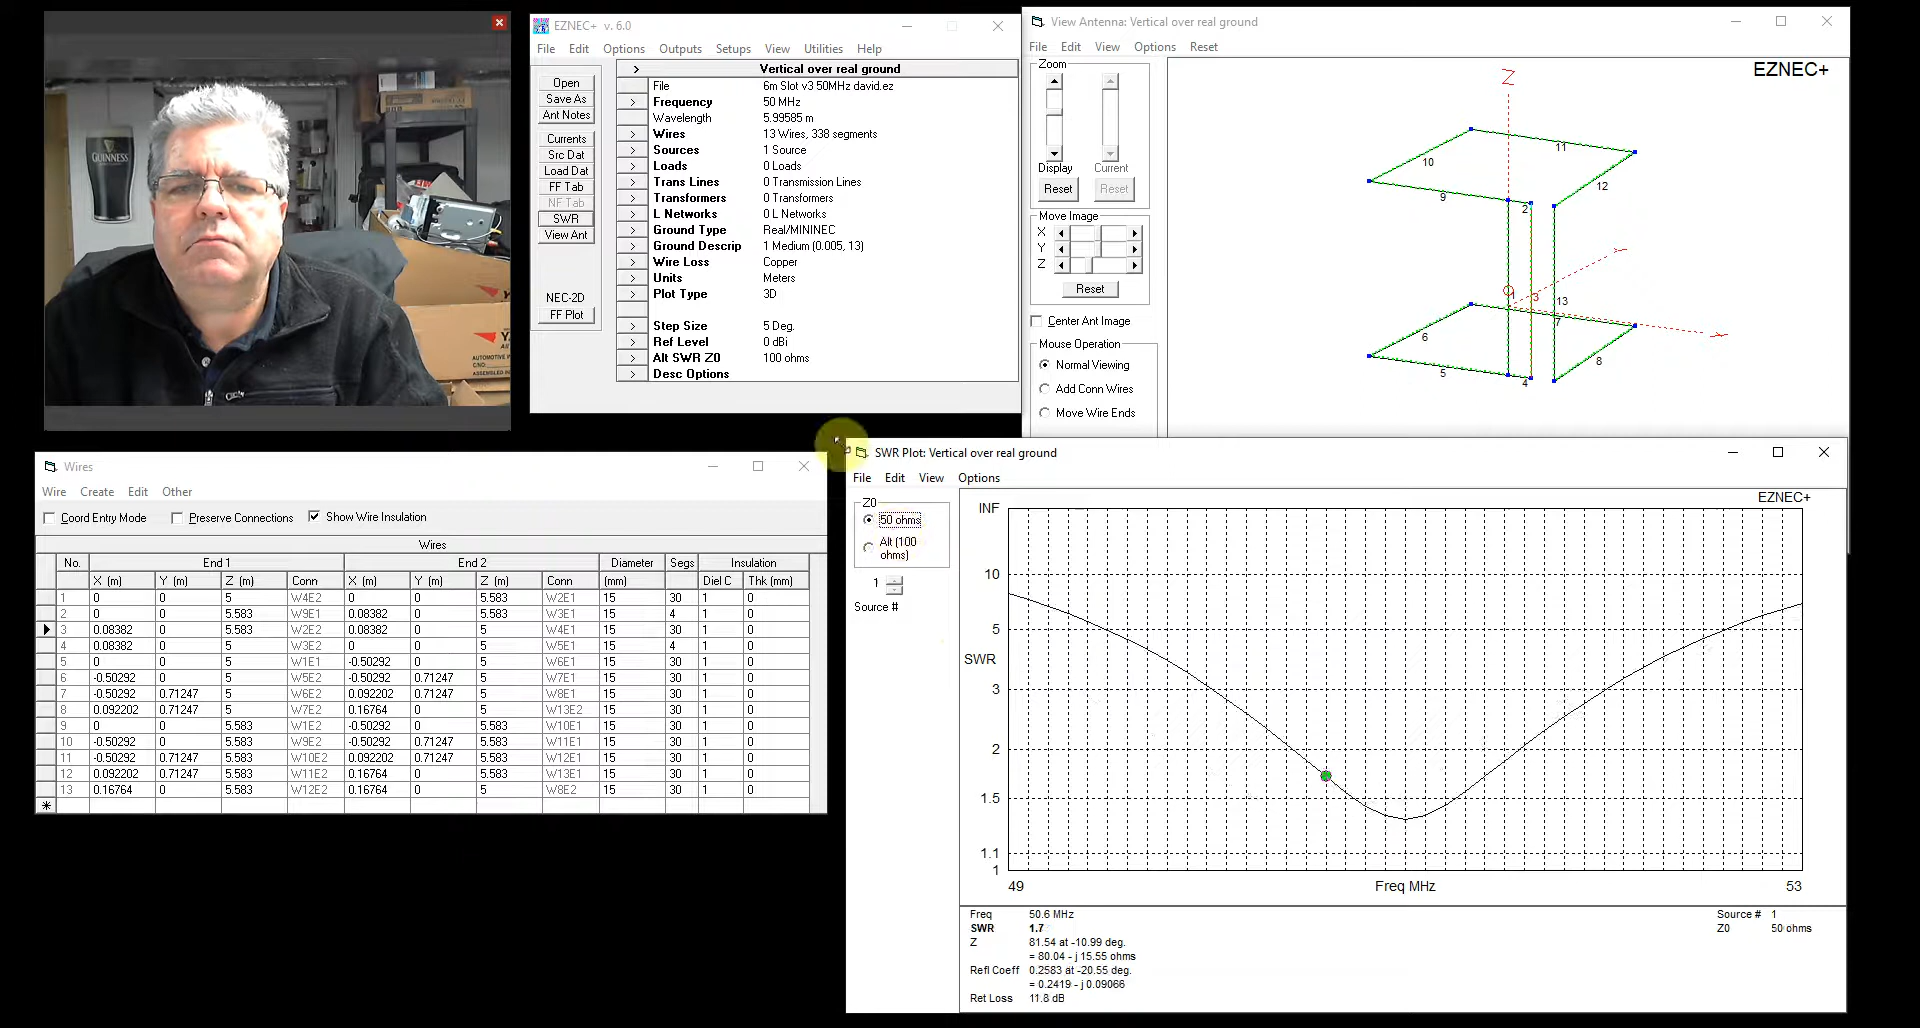 GUINNESS
AUTOMOTIVE
EZNEC+ v. 6.0
File Edit Options Outputs Setups View Utilities Help
Open
Save As
Ant Notes
Currents
Src Dat
Load Dat
FF Tab
NF Tab
SWR
View Ant
NEC-2D
FF Plot
> Vertical over real ground
File 6m Slot v3 50MHz david.ez
> Frequency 50 MHz
Wavelength 5.99585 m
> Wires 13 Wires, 338 segments
> Sources 1 Source
> Loads 0 Loads
> Trans Lines 0 Transmission Lines
> Transformers 0 Transformers
> L Networks 0 L Networks
> Ground Type Real/MININEC
> Ground Descrip 1 Medium (0.005, 13)
> Wire Loss Copper
> Units Meters
> Plot Type 3D
> Step Size 5 Deg.
> Ref Level 0 dBi
> Alt SWR Z0 100 ohms
> Desc Options
View Antenna: Vertical over real ground
File Edit View Options Reset
Zoom
Display Current
Reset Reset
Move Image
X
Y
Z
Reset
Center Ant Image
Mouse Operation
Normal Viewing
Add Conn Wires
Move Wire Ends
EZNEC+
Z
11
10
12
9
2
Y
1
3
13
7
X
6
8
5
4
Wires
Wire Create Edit Other
Coord Entry Mode Preserve Connections Show Wire Insulation
Wires
No. End 1 End 2 Diameter Segs Insulation
X (m) Y (m) Z (m) Conn X (m) Y (m) Z (m) Conn (mm) Diel C Thk (mm)
1 0 0 5 W4E2 0 0 5.583 W2E1 15 30 1 0
2 0 0 5.583 W9E1 0.08382 0 5.583 W3E1 15 4 1 0
3 0.08382 0 5.583 W2E2 0.08382 0 5 W4E1 15 30 1 0
4 0.08382 0 5 W3E2 0 0 5 W5E1 15 4 1 0
5 0 0 5 W1E1 -0.50292 0 5 W6E1 15 30 1 0
6 -0.50292 0 5 W5E2 -0.50292 0.71247 5 W7E1 15 30 1 0
7 -0.50292 0.71247 5 W6E2 0.092202 0.71247 5 W8E1 15 30 1 0
8 0.092202 0.71247 5 W7E2 0.16764 0 5 W13E2 15 30 1 0
9 0 0 5.583 W1E2 -0.50292 0 5.583 W10E1 15 30 1 0
10 -0.50292 0 5.583 W9E2 -0.50292 0.71247 5.583 W11E1 15 30 1 0
11 -0.50292 0.71247 5.583 W10E2 0.092202 0.71247 5.583 W12E1 15 30 1 0
12 0.092202 0.71247 5.583 W11E2 0.16764 0 5.583 W13E1 15 30 1 0
13 0.16764 0 5.583 W12E2 0.16764 0 5 W8E2 15 30 1 0
*
SWR Plot: Vertical over real ground
File Edit View Options
Z0
50 ohms
Alt (100
ohms)
1
Source #
EZNEC+
INF
10
5
SWR
3
2
1.5
1.1
1
49 Freq MHz 53
Freq 50.6 MHz Source # 1
SWR 1.7 Z0 50 ohms
Z 81.54 at -10.99 deg.
= 80.04 - j 15.55 ohms
Refl Coeff 0.2583 at -20.55 deg.
= 0.2419 - j 0.09066
Ret Loss 11.8 dB